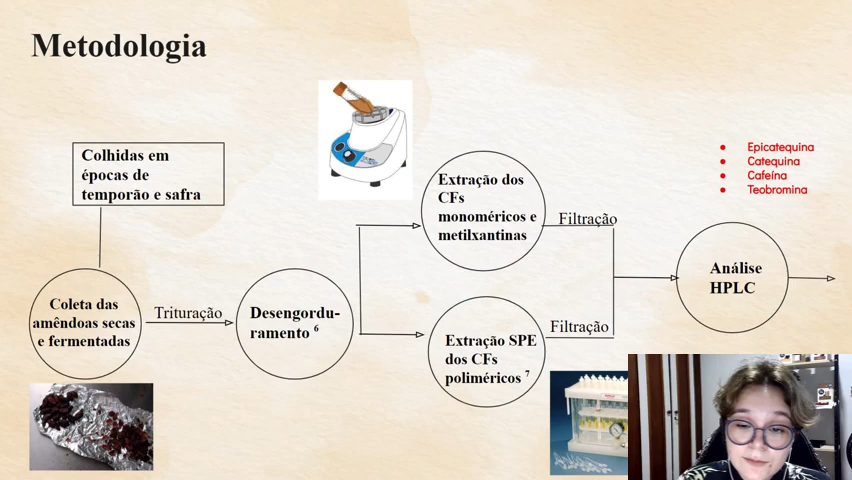 Metodologia
Colhidas em
épocas de
temporão e safra
Coleta das
amêndoas secas
e fermentadas
Trituração
Desengordu-
ramento 6
Extração dos
CFs
monoméricos e
metilxantinas
Filtração
Extração SPE
dos CFs
poliméricos 7
Filtração
• Epicatequina
• Catequina
• Cafeína
• Teobromina
Análise
HPLC